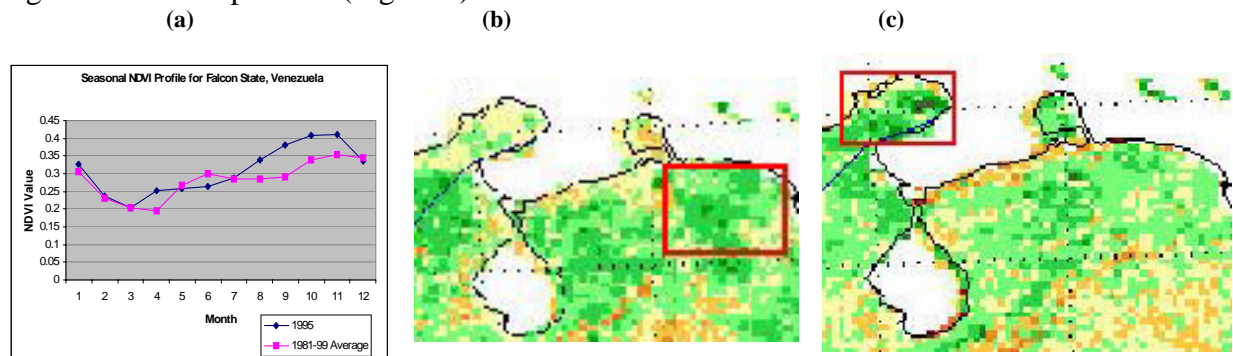 (a) (b) (c)
Seasonal NDVI Profile for Falcon State, Venezuela
NDVI Value
0.45
0.4
0.35
0.3
0.25
0.2
0.15
0.1
0.05
0
1 2 3 4 5 6 7 8 9 10 11 12
Month
1995
1981-99 Average